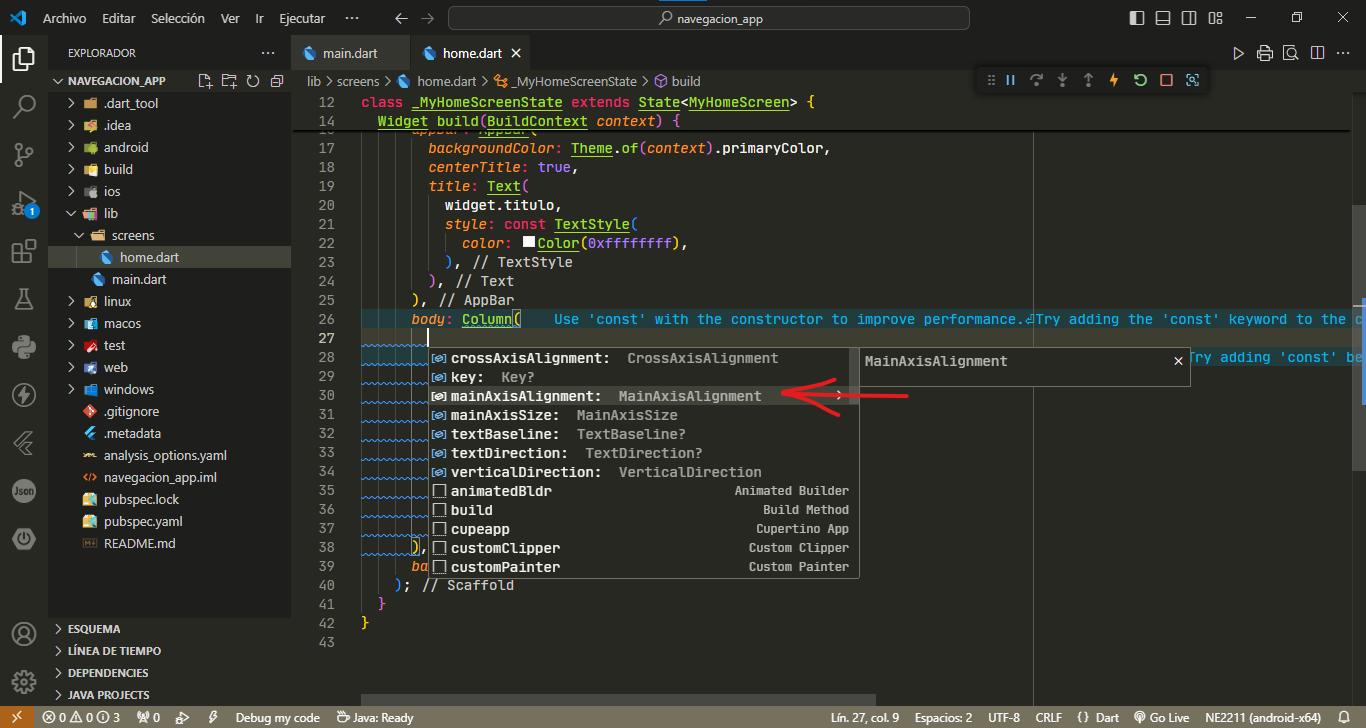 Archivo Editar Selección Ver Ir Ejecutar ··· navegacion_app
EXPLORADOR ···
NAVEGACION_APP
.dart_tool
.idea
android
build
ios
lib
screens
home.dart
main.dart
linux
macos
test
web
windows
.gitignore
.metadata
analysis_options.yaml
navegacion_app.iml
pubspec.lock
pubspec.yaml
README.md
ESQUEMA
LÍNEA DE TIEMPO
DEPENDENCIES
JAVA PROJECTS
1
Json
main.dart home.dart
lib > screens > home.dart > _MyHomeScreenState > build
12 class _MyHomeScreenState extends State<MyHomeScreen> {
14 Widget build(BuildContext context) {
17 backgroundColor: Theme.of(context).primaryColor,
18 centerTitle: true,
19 title: Text(
20 widget.titulo,
21 style: const TextStyle(
22 color: Color(0xffffffff),
23 ), // TextStyle
24 ), // Text
25 ), // AppBar
26 body: Column( Use 'const' with the constructor to improve performance.⏎Try adding the 'const' keyword to the c
27
28 Try adding 'const' be
29
30
31
32
33
34
35
36
37
38 ),
39 ba
40 ); // Scaffold
41 }
42 }
43
crossAxisAlignment: CrossAxisAlignment
key: Key?
mainAxisAlignment: MainAxisAlignment
mainAxisSize: MainAxisSize
textBaseline: TextBaseline?
textDirection: TextDirection?
verticalDirection: VerticalDirection
animatedBldr Animated Builder
build Build Method
cupeapp Cupertino App
customClipper Custom Clipper
customPainter Custom Painter
MainAxisAlignment
0 0 3 0 Debug my code Java: Ready Lín. 27, col. 9 Espacios: 2 UTF-8 CRLF {} Dart Go Live NE2211 (android-x64)